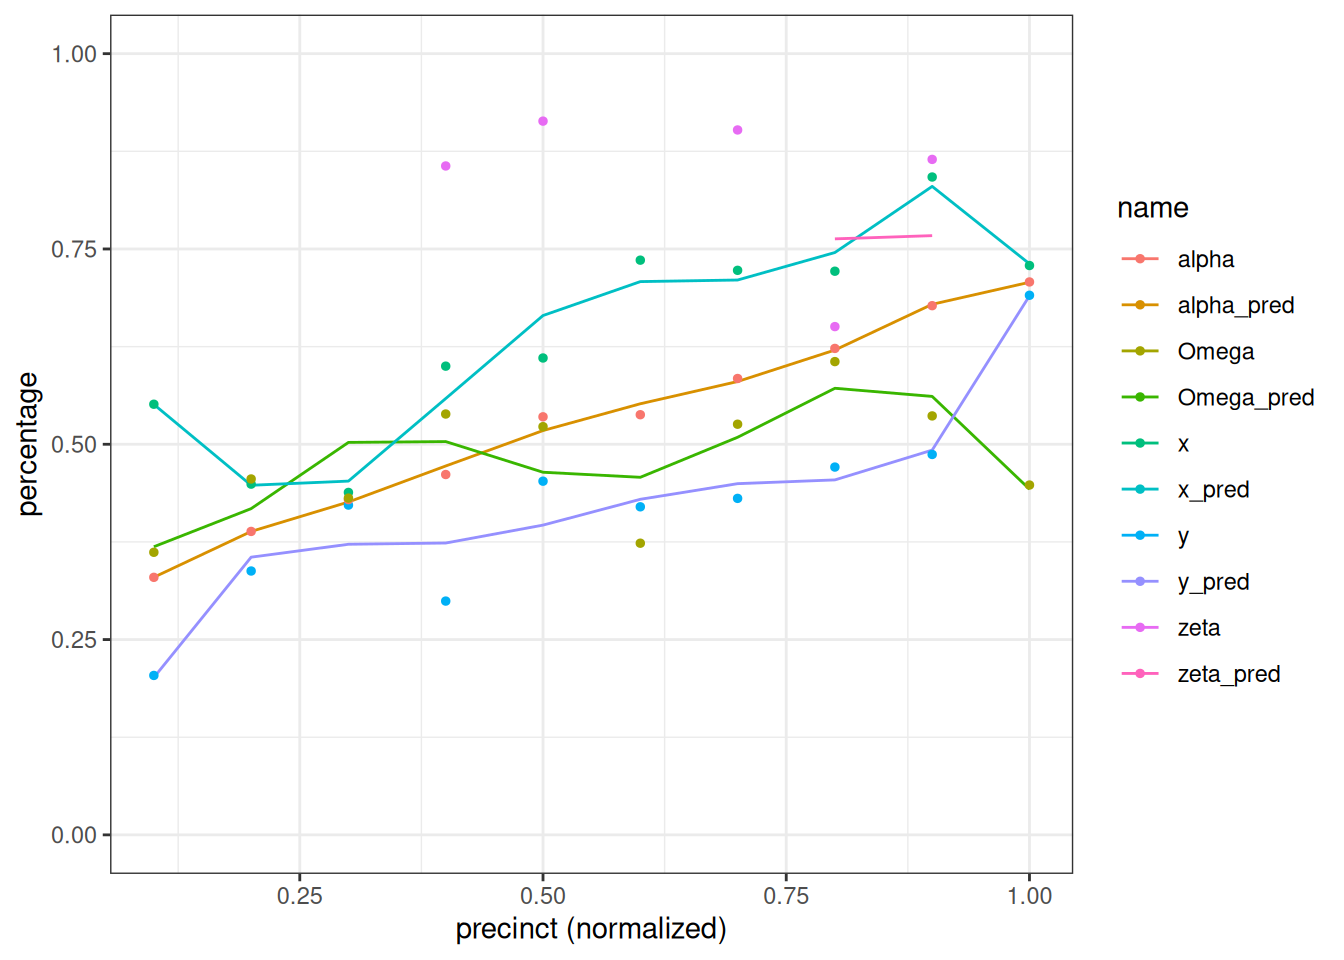 1.00
0.75
0.50
0.25
0.00
percentage
0.25 0.50 0.75 1.00
precinct (normalized)
name
alpha
alpha_pred
Omega
Omega_pred
x
x_pred
y
y_pred
zeta
zeta_pred